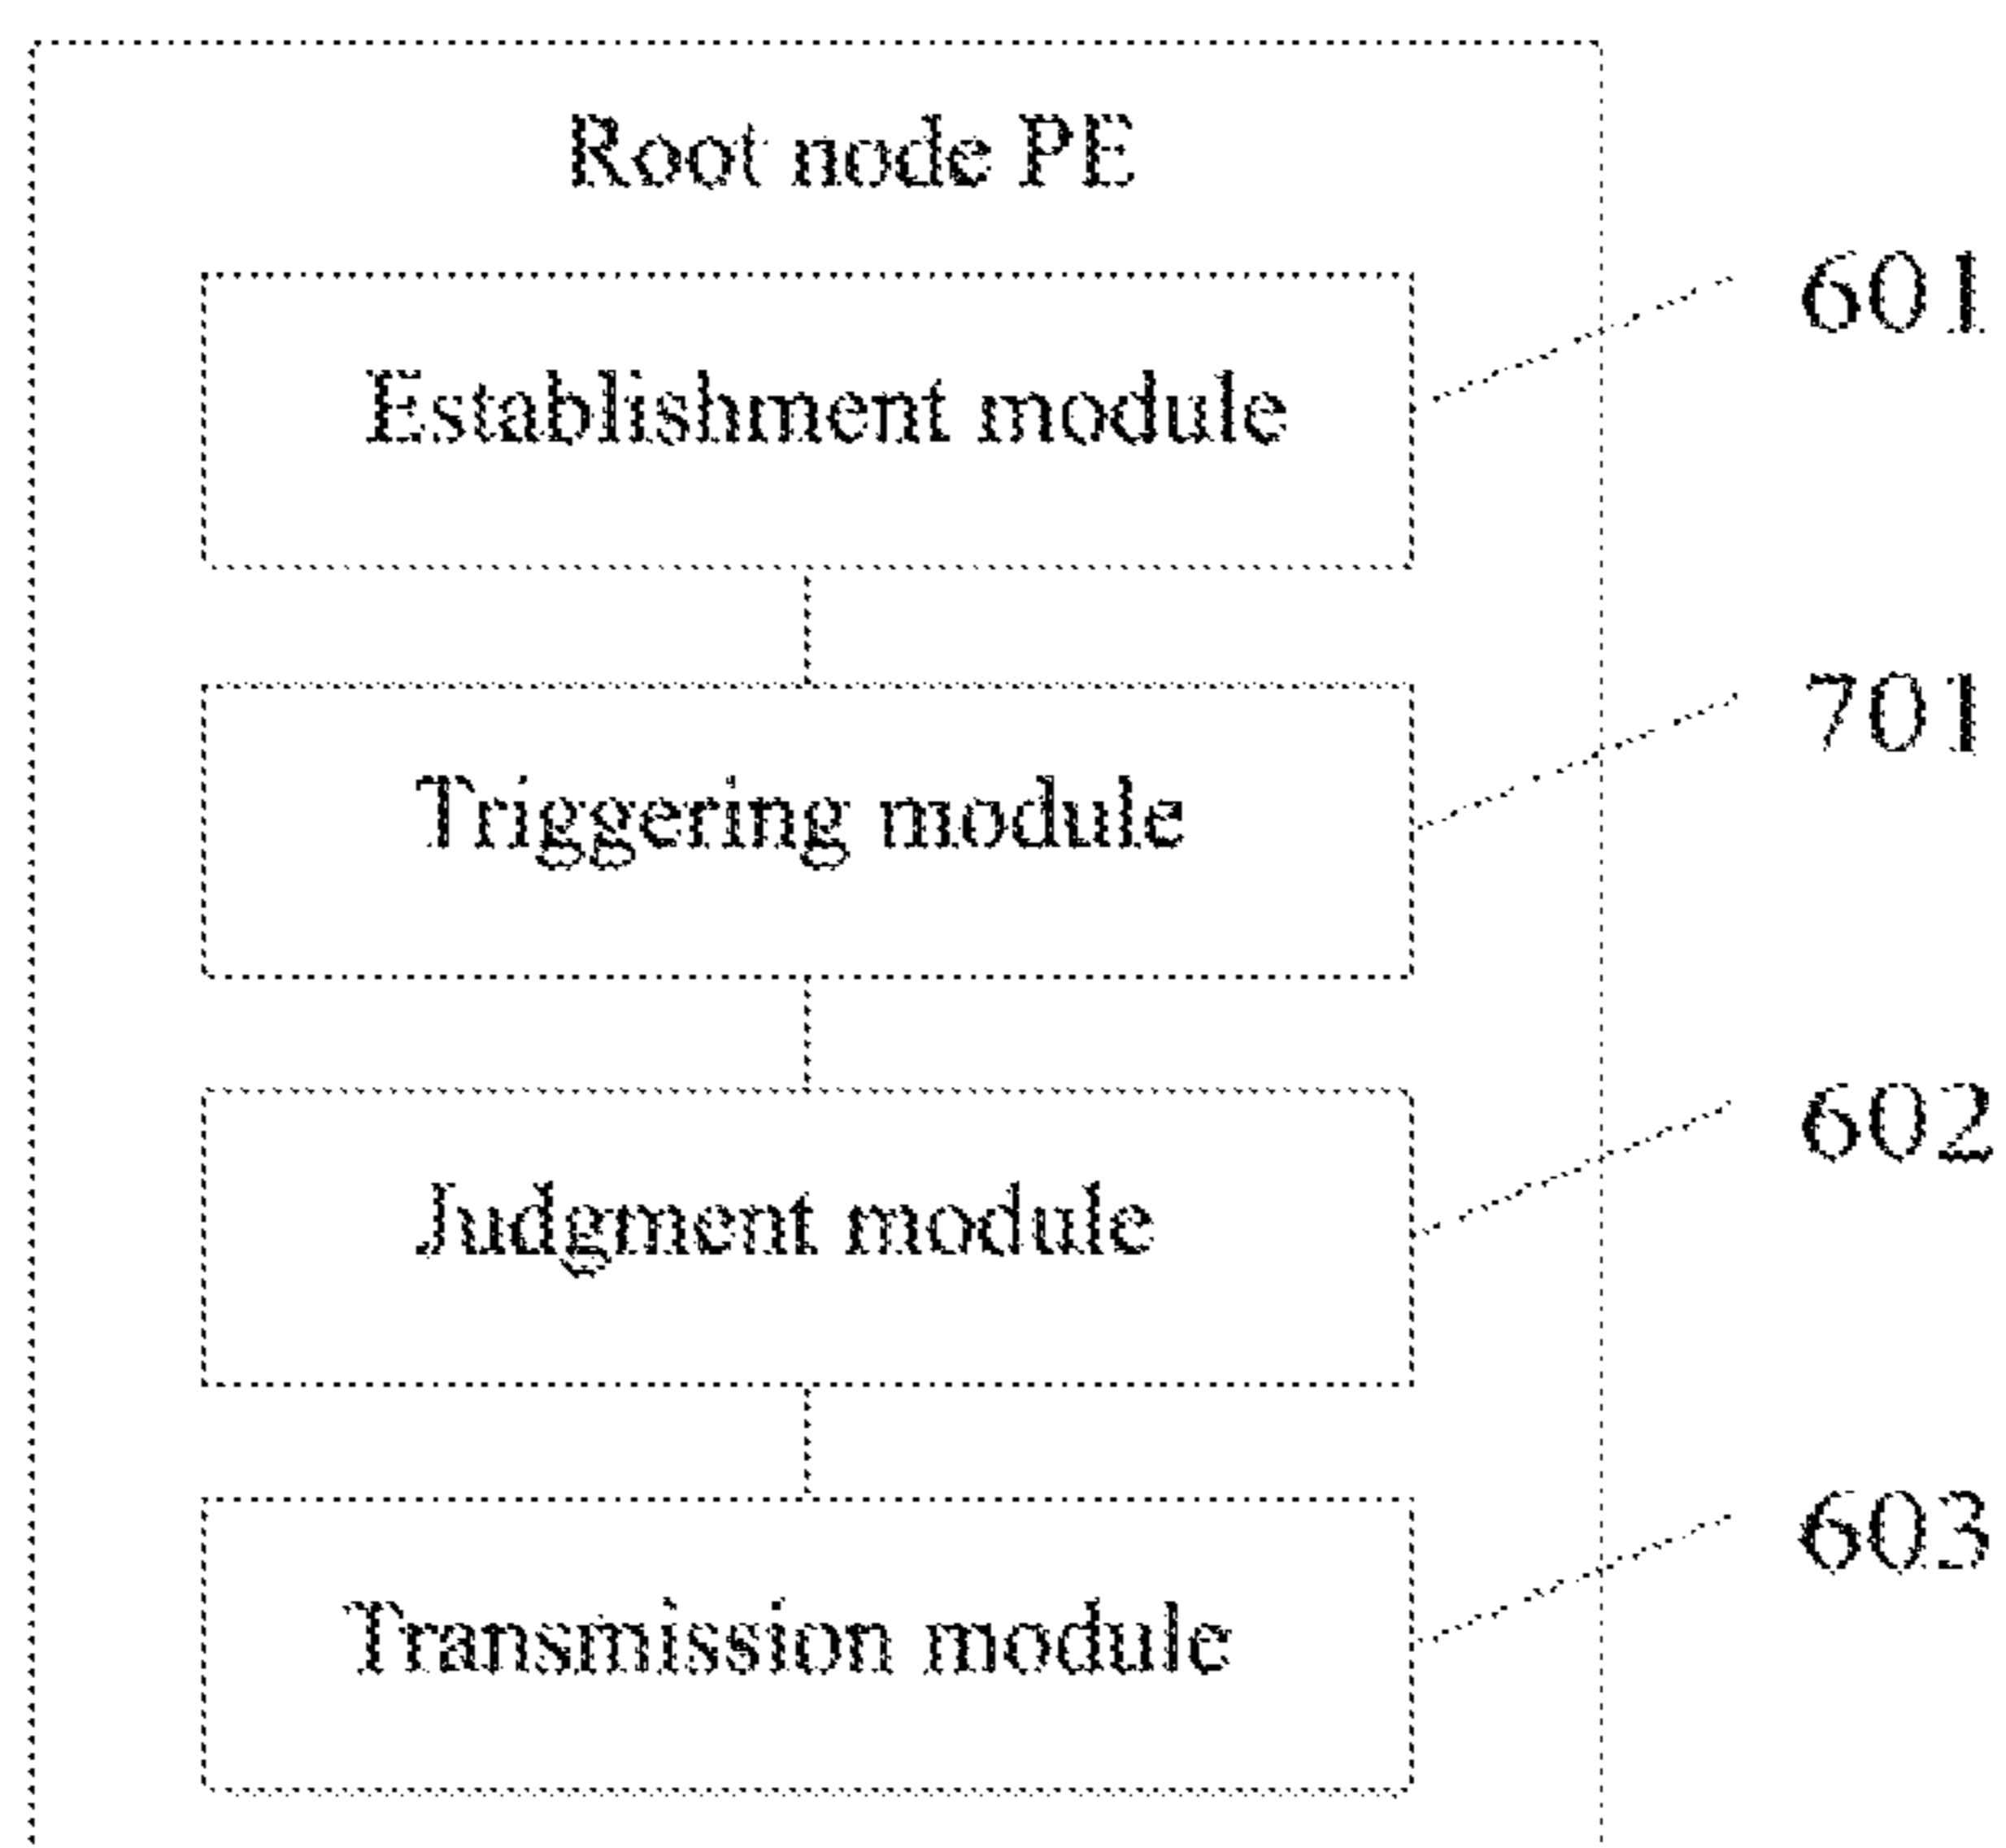 Root node PE
601
Establishment module
701
Triggering module
602
Judgment module
603
Transmission module